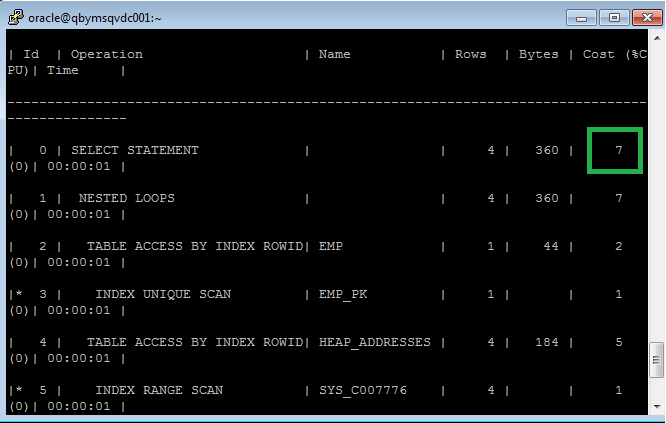 oracle@qbymsqvdc001:~
| Id | Operation | Name | Rows | Bytes | Cost (%C
PU)| Time |
--------------------------------------------------------------------------------
---------------
| 0 | SELECT STATEMENT | | 4 | 360 | 7
(0)| 00:00:01 |
| 1 | NESTED LOOPS | | 4 | 360 | 7
(0)| 00:00:01 |
| 2 | TABLE ACCESS BY INDEX ROWID| EMP | 1 | 44 | 2
(0)| 00:00:01 |
|* 3 | INDEX UNIQUE SCAN | EMP_PK | 1 | | 1
(0)| 00:00:01 |
| 4 | TABLE ACCESS BY INDEX ROWID| HEAP_ADDRESSES | 4 | 184 | 5
(0)| 00:00:01 |
|* 5 | INDEX RANGE SCAN | SYS_C007776 | 4 | | 1
(0)| 00:00:01 |